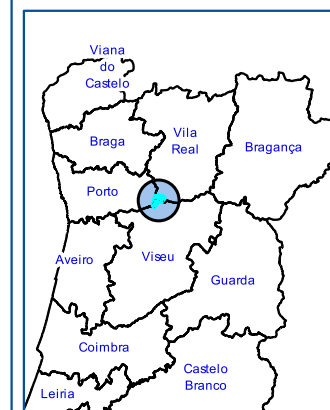 Viana
do
Castelo
Braga
Vila
Real
Bragança
Porto
Aveiro
Viseu
Guarda
Coimbra
Castelo
Branco
Leiria